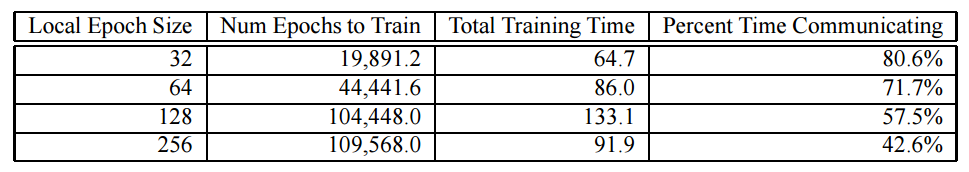 Local Epoch Size Num Epochs to Train Total Training Time Percent Time Communicating
32 19,891.2 64.7 80.6%
64 44,441.6 86.0 71.7%
128 104,448.0 133.1 57.5%
256 109,568.0 91.9 42.6%